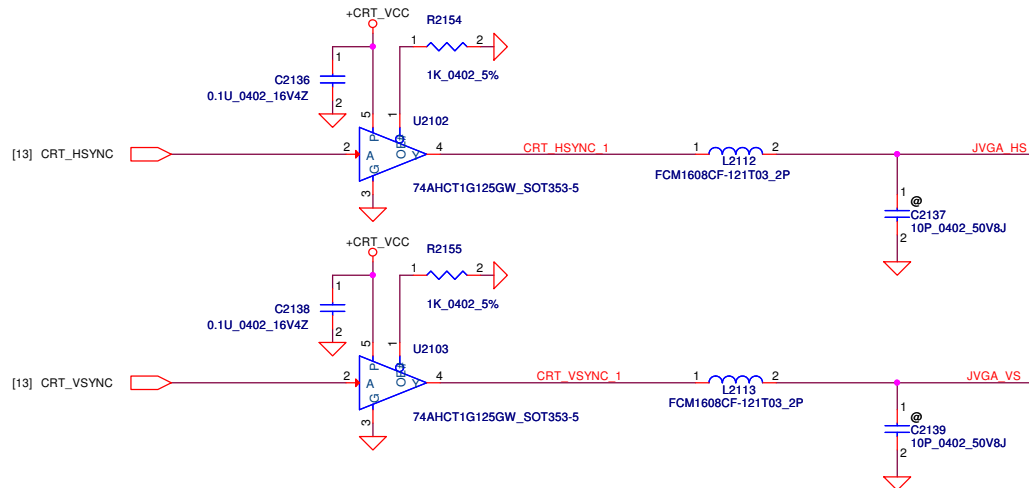 +CRT_VCC
R2154
1
2
1K_0402_5%
1
C2136
0.1U_0402_16V4Z
2
5
1
U2102
[13] CRT_HSYNC
2
P
OE#
A
Y
G
4
3
74AHCT1G125GW_SOT353-5
CRT_HSYNC_1
1
2
L2112
FCM1608CF-121T03_2P
JVGA_HS
1
@
C2137
10P_0402_50V8J
2
+CRT_VCC
R2155
1
2
1K_0402_5%
1
C2138
0.1U_0402_16V4Z
2
5
1
U2103
[13] CRT_VSYNC
2
P
OE#
A
Y
G
4
3
74AHCT1G125GW_SOT353-5
CRT_VSYNC_1
1
2
L2113
FCM1608CF-121T03_2P
JVGA_VS
1
@
C2139
10P_0402_50V8J
2